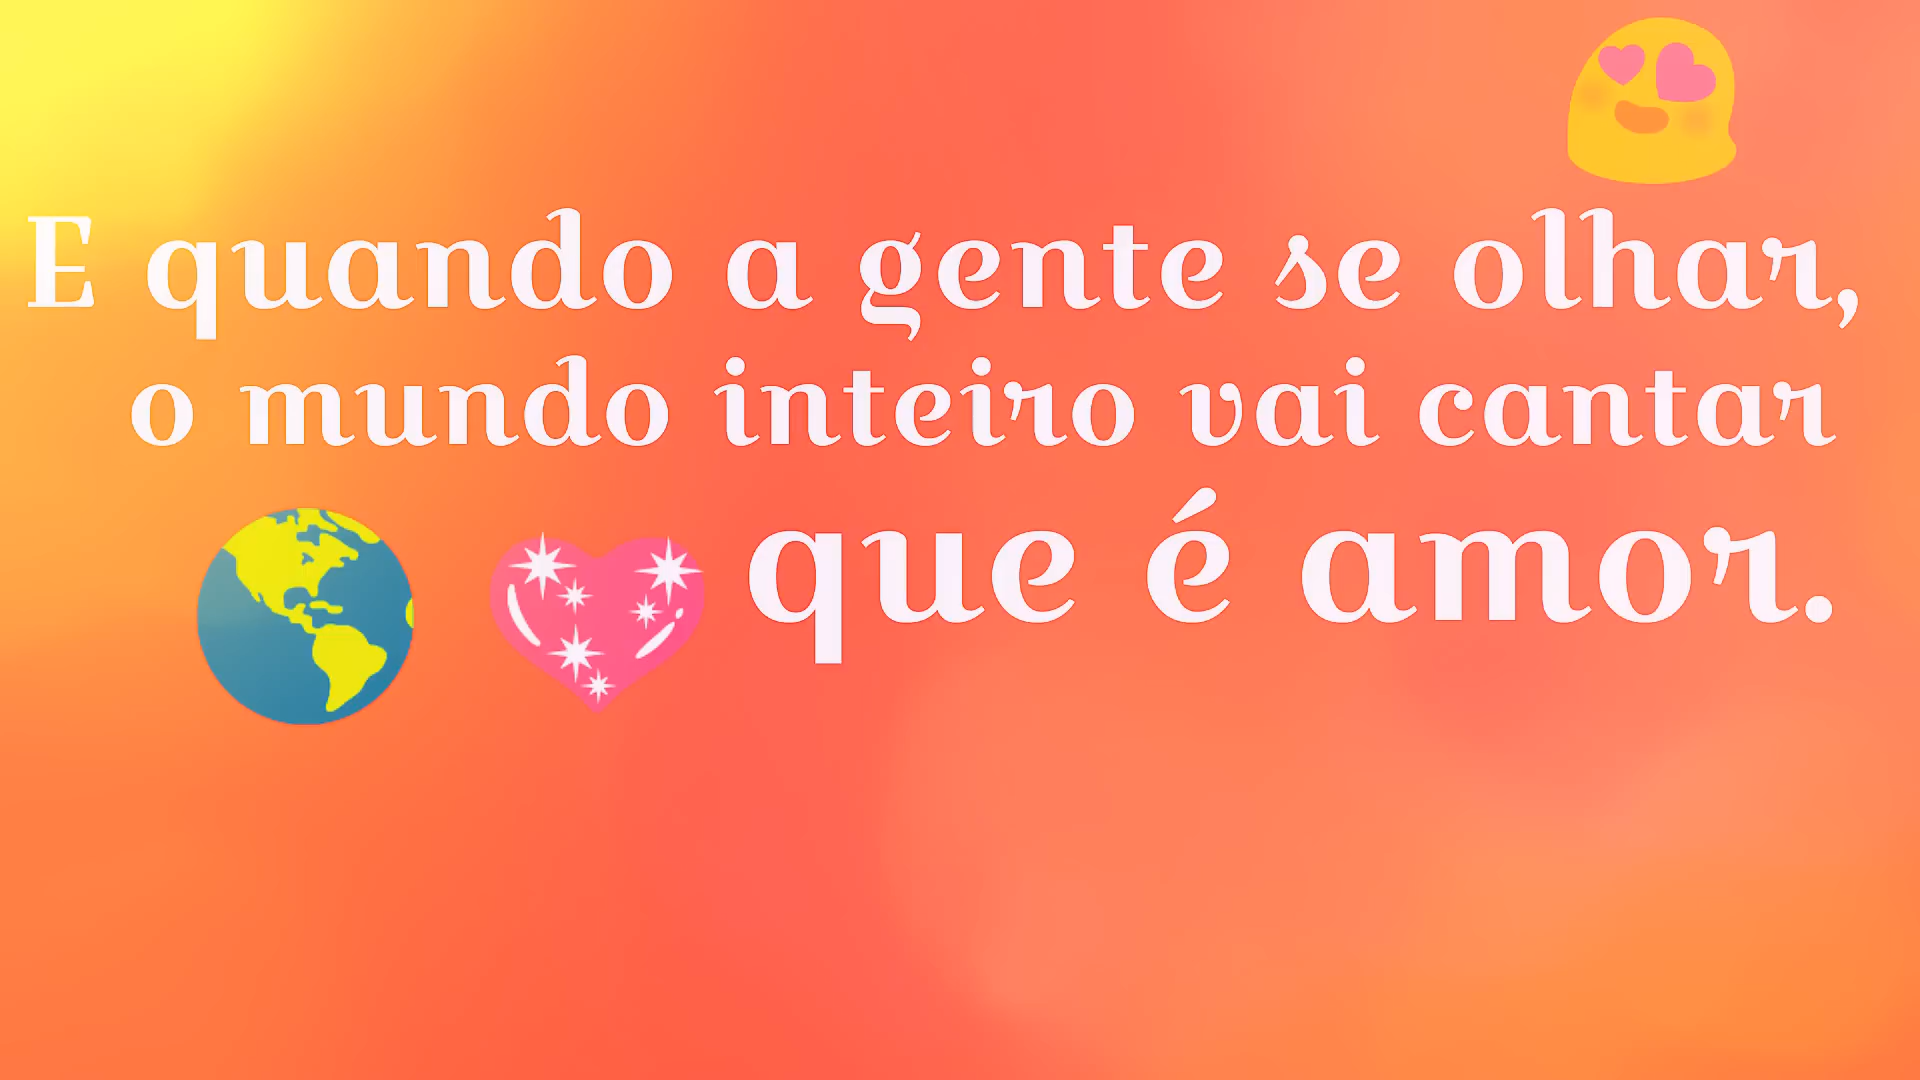 E quando a gente se olhar,
o mundo inteiro vai cantar
que é amor.